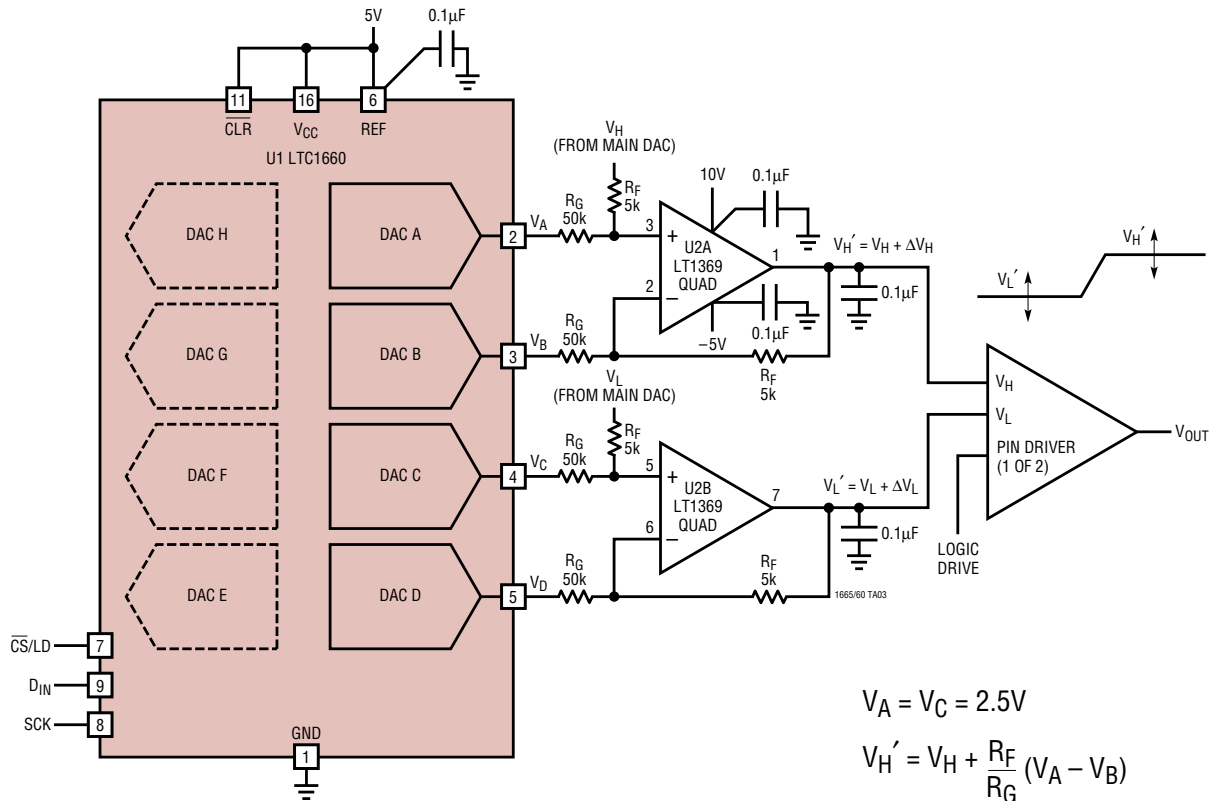 5V
0.1µF
11
16
6
CLR
VCC
REF
U1 LTC1660
VH
(FROM MAIN DAC)
RF
5k
10V
0.1µF
DAC H
DAC A
2
VA
RG
50k
3
+
U2A
LT1369
QUAD
1
VH′ = VH + ΔVH
VL′
VH′
0.1µF
2
–
0.1µF
–5V
DAC G
DAC B
3
VB
RG
50k
RF
5k
VL
(FROM MAIN DAC)
RF
5k
VH
VL
PIN DRIVER
(1 OF 2)
VOUT
LOGIC
DRIVE
DAC F
DAC C
4
VC
RG
50k
5
+
U2B
LT1369
QUAD
7
VL′ = VL + ΔVL
0.1µF
6
–
DAC E
DAC D
5
VD
RG
50k
RF
5k
1665/60 TA03
CS/LD
7
DIN
9
SCK
8
GND
1
VA = VC = 2.5V
VH′ = VH + RF/RG (VA – VB)